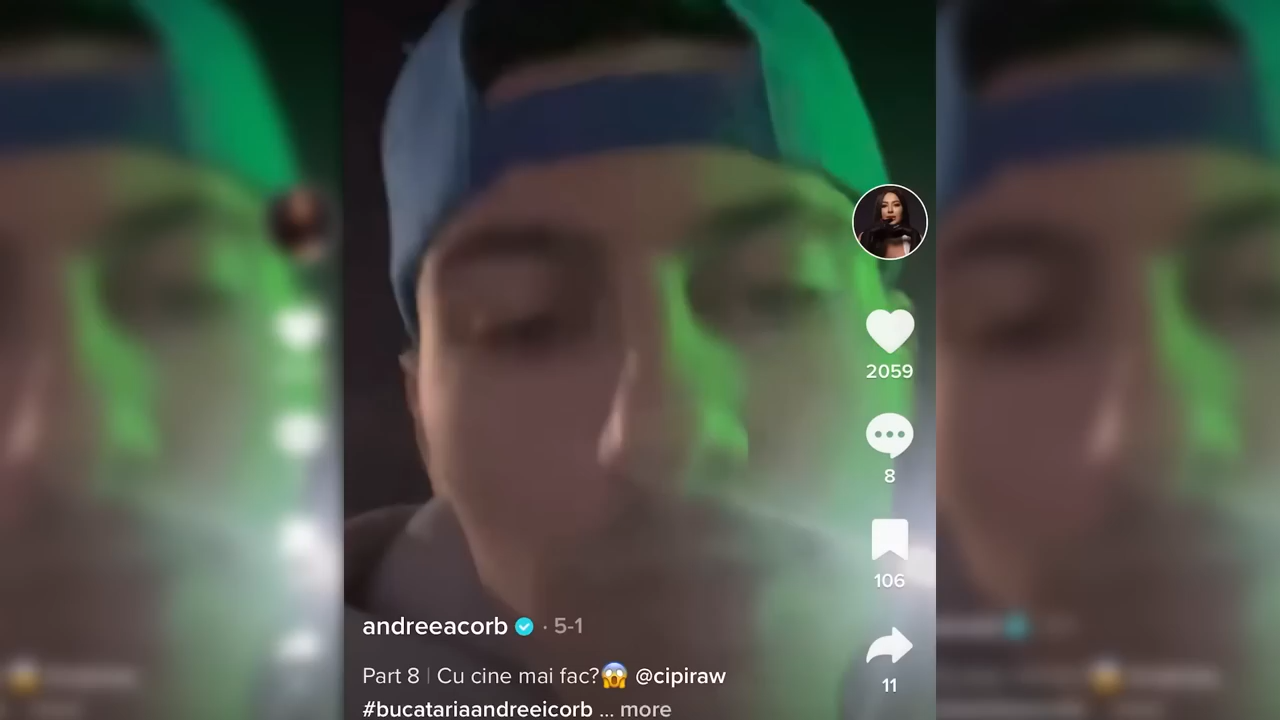 2059
8
106
11
andreeacorb · 5-1
Part 8 | Cu cine mai fac?😱 @cipiraw
#bucatariaandreeicorb ... more